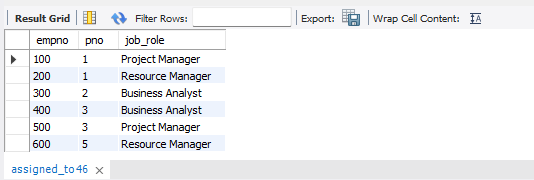 Result Grid Filter Rows: Export: Wrap Cell Content:
empno pno job_role
100 1 Project Manager
200 1 Resource Manager
300 2 Business Analyst
400 3 Business Analyst
500 3 Project Manager
600 5 Resource Manager
assigned_to46